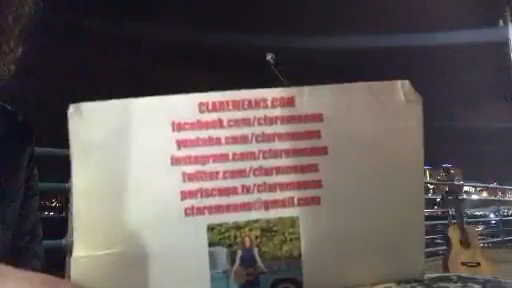 CLAREMEANS.COM
facebook.com/claremeans
youtube.com/claremeans
instagram.com/claremeans
twitter.com/claremeans
periscope.tv/claremeans
claremeans@gmail.com